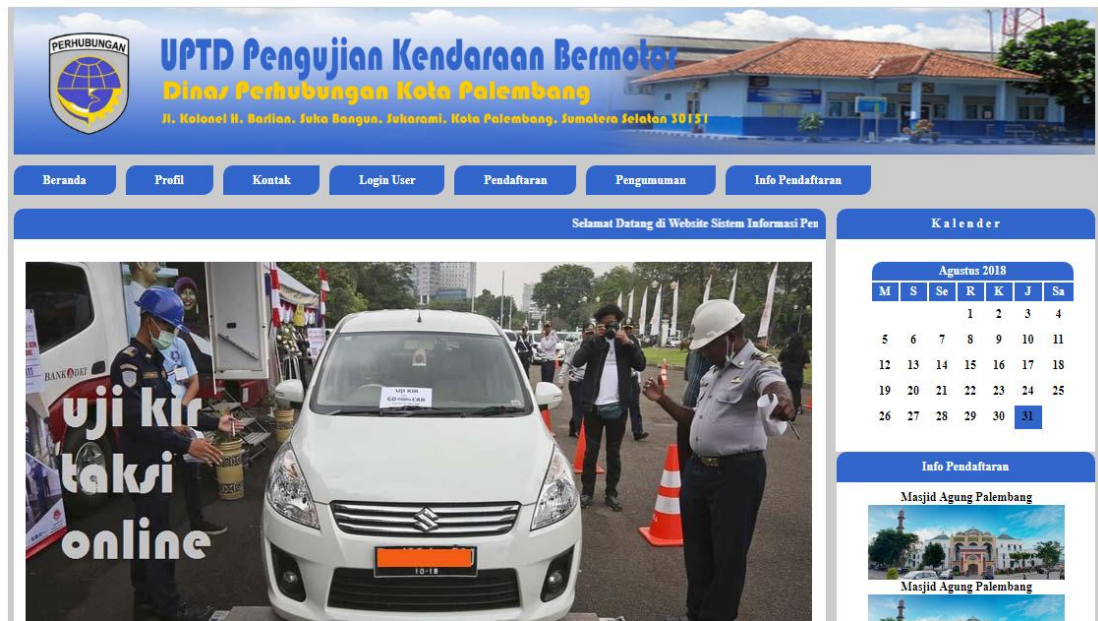 PERHUBUNGAN
UPTD Pengujian Kendaraan Bermotor
Dinas Perhubungan Kota Palembang
Jl. Kolonel H. Barlian. Suka Bangun. Sukarami. Kota Palembang. Sumatera Selatan 30151
Beranda Profil Kontak Login User Pendaftaran Pengumuman Info Pendaftaran
Selamat Datang di Website Sistem Informasi Pen
Kalender
Agustus 2018
M S Se R K J Sa
1 2 3 4
5 6 7 8 9 10 11
12 13 14 15 16 17 18
19 20 21 22 23 24 25
26 27 28 29 30 31
BANK DKI
UJI KIR
CAB
uji kir
taksi
online
10-18
Info Pendaftaran
Masjid Agung Palembang
Masjid Agung Palembang